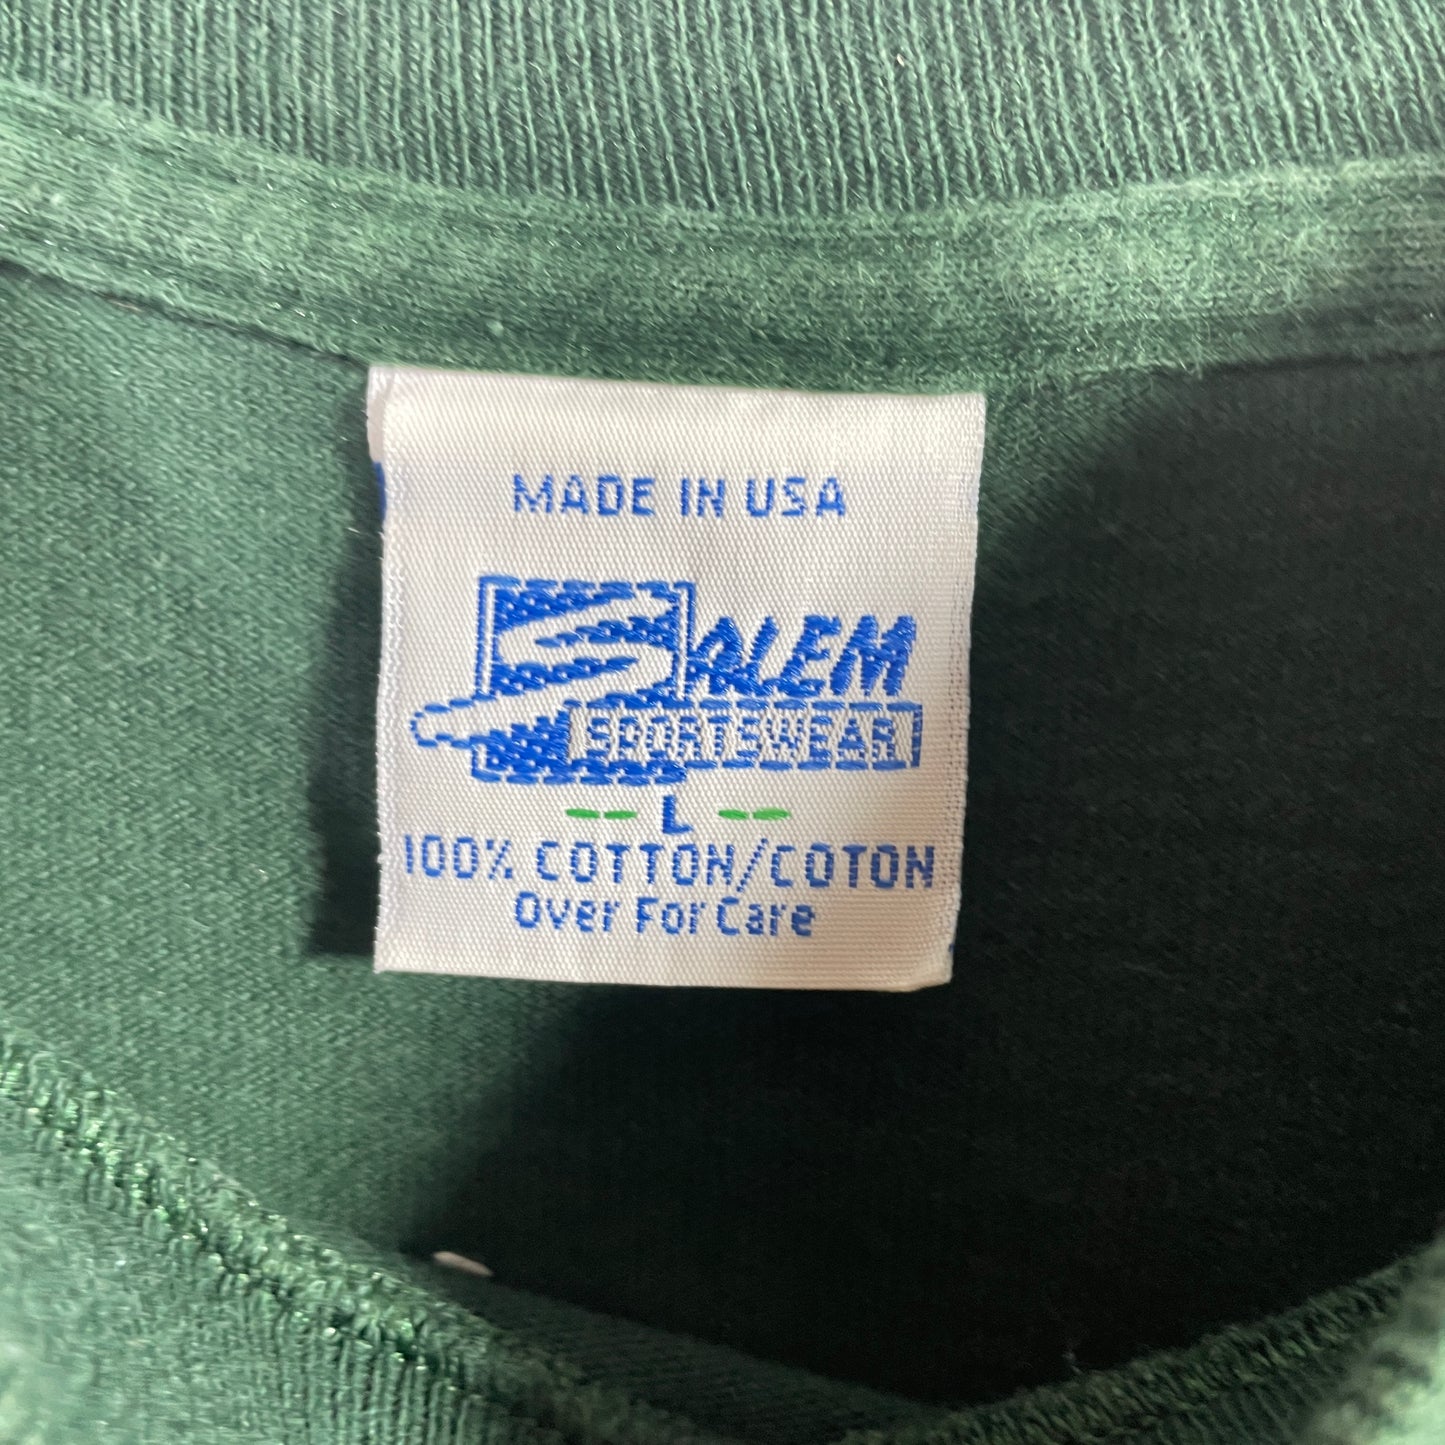 MADE IN USA
SALEM
SPORTSWEAR
-- L --
100% COTTON/COTON
Over For Care